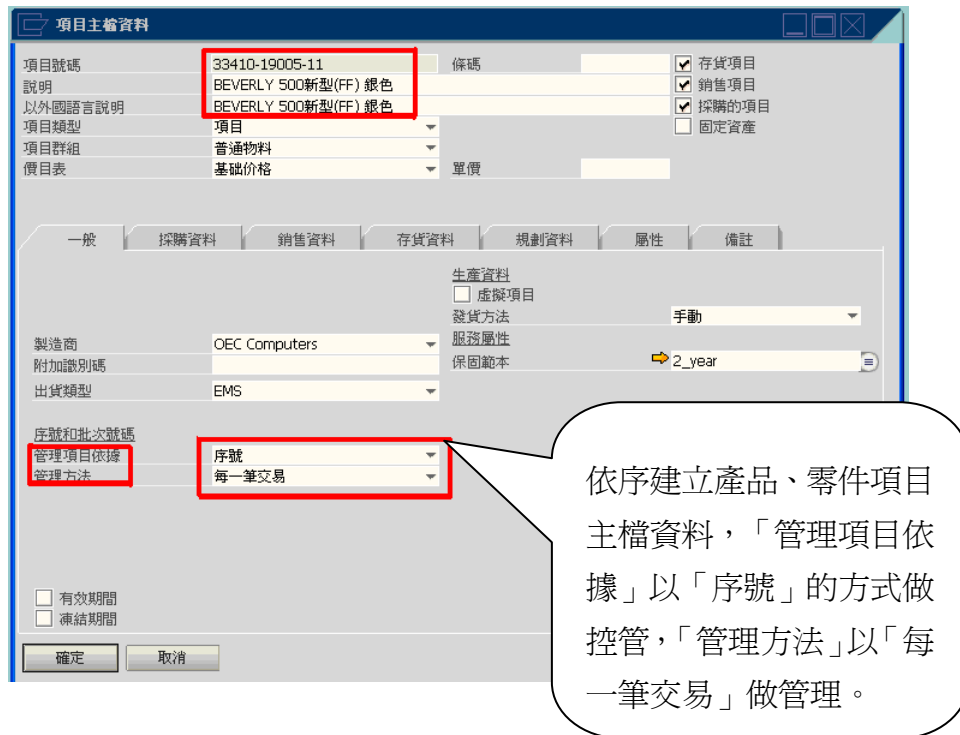 項目主檔資料
項目號碼 33410-19005-11 條碼 存貨項目
說明 BEVERLY 500新型(FF) 銀色 銷售項目
以外國語言說明 BEVERLY 500新型(FF) 銀色 採購的項目
項目類型 項目 固定資產
項目群組 普通物料
價目表 基础价格 單價
一般 採購資料 銷售資料 存貨資料 規劃資料 屬性 備註
生產資料
虛擬項目
發貨方法 手動
製造商 OEC Computers 服務屬性
附加識別碼 保固範本 2_year
出貨類型 EMS
序號和批次號碼
管理項目依據 序號
管理方法 每一筆交易
依序建立產品、零件項目
主檔資料，「管理項目依
據」以「序號」的方式做
控管，「管理方法」以「每
一筆交易」做管理。
有效期間
凍結期間
確定 取消